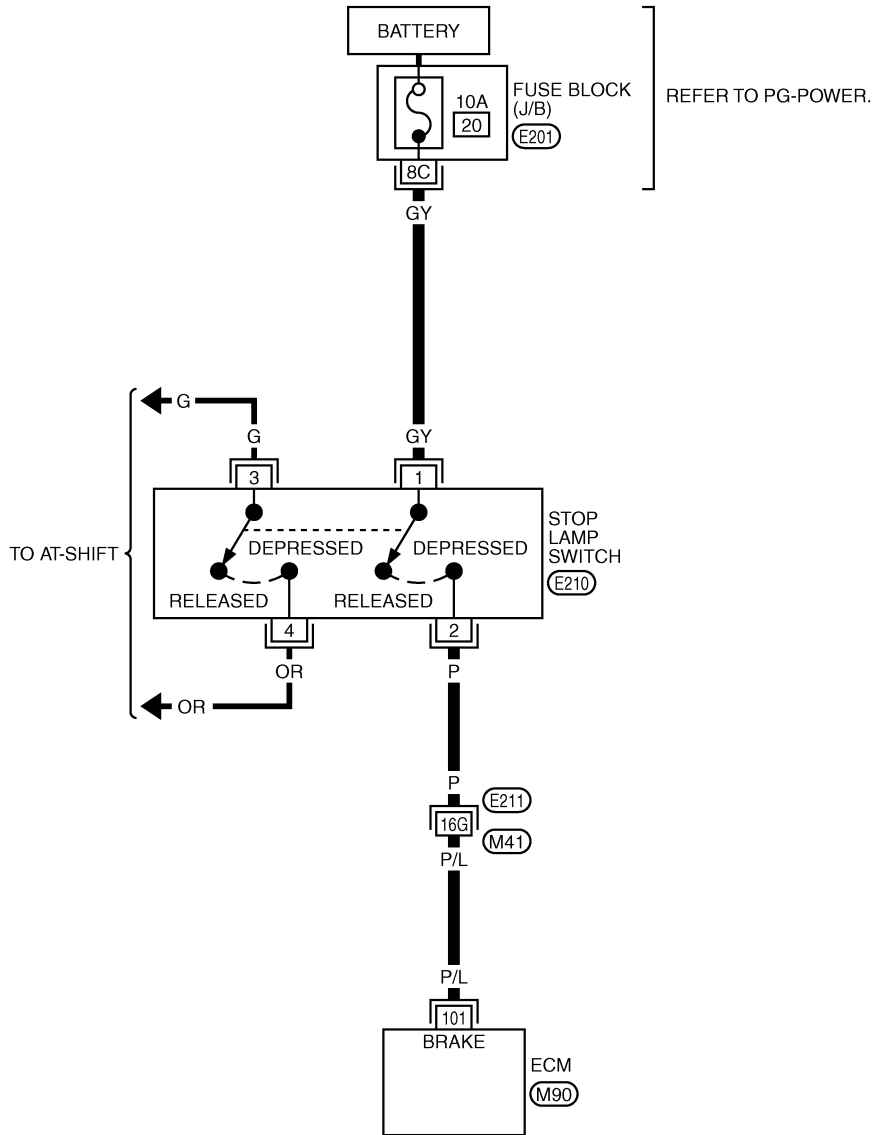 BATTERY
FUSE BLOCK
(J/B)
10A
20
E201
REFER TO PG-POWER.
8C
GY
G
G
GY
3
1
DEPRESSED
DEPRESSED
RELEASED
RELEASED
STOP
LAMP
SWITCH
E210
TO AT-SHIFT
4
2
OR
P
OR
P
E211
16G
M41
P/L
P/L
101
BRAKE
ECM
M90